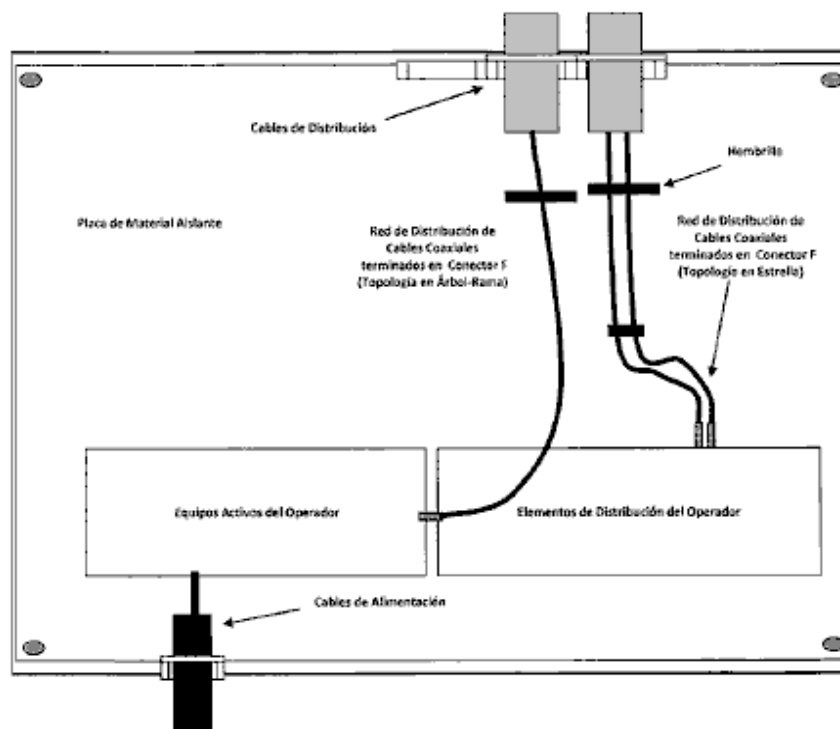 Cables de Distribución
Hembrilla
Placa de Material Aislante
Red de Distribución de
Cables Coaxiales
terminados en Conector F
(Topología en Árbol-Rama)
Red de Distribución de
Cables Coaxiales
terminados en Conector F
(Topología en Estrella)
Equipos Activos del Operador
Elementos de Distribución del Operador
Cables de Alimentación